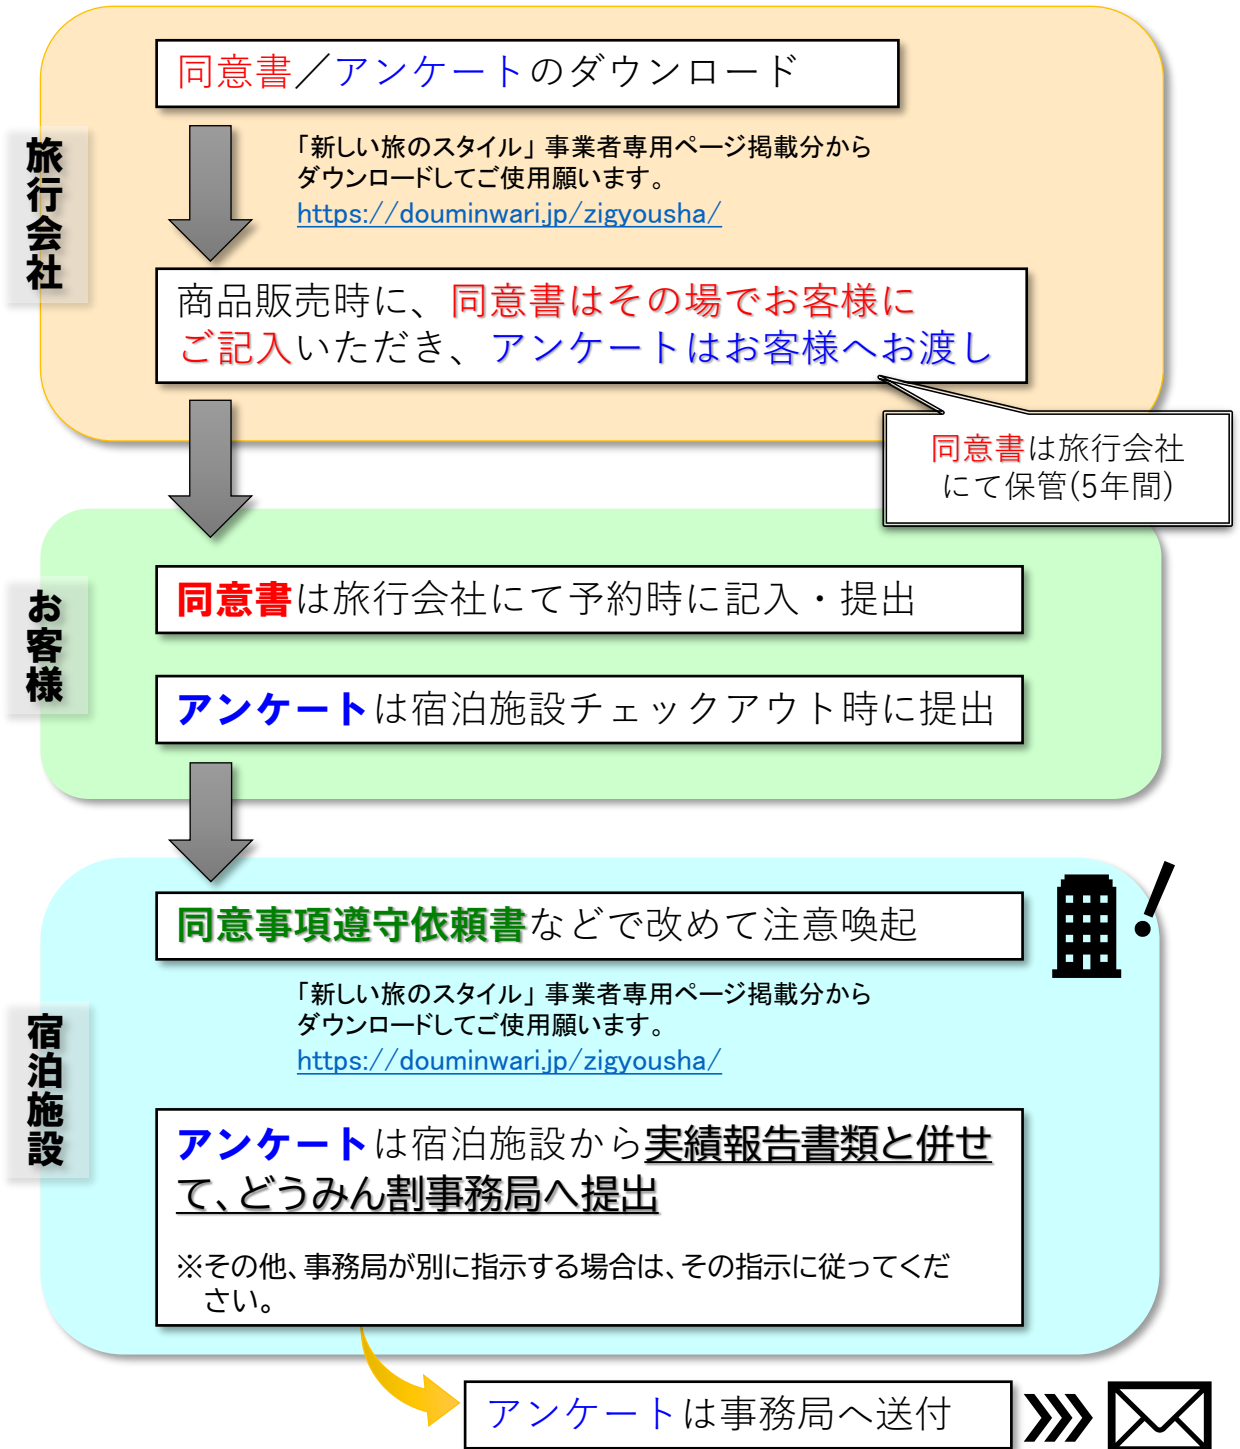 旅行会社
同意書／アンケートのダウンロード
「新しい旅のスタイル」事業者専用ページ掲載分から
ダウンロードしてご使用願います。
https://douminwari.jp/zigyousha/
商品販売時に、同意書はその場でお客様に
ご記入いただき、アンケートはお客様へお渡し
同意書は旅行会社
にて保管(5年間)
お客様
同意書は旅行会社にて予約時に記入・提出
アンケートは宿泊施設チェックアウト時に提出
宿泊施設
同意事項遵守依頼書などで改めて注意喚起
「新しい旅のスタイル」事業者専用ページ掲載分から
ダウンロードしてご使用願います。
https://douminwari.jp/zigyousha/
アンケートは宿泊施設から実績報告書類と併せ
て、どうみん割事務局へ提出
※その他、事務局が別に指示する場合は、その指示に従ってくだ
さい。
アンケートは事務局へ送付